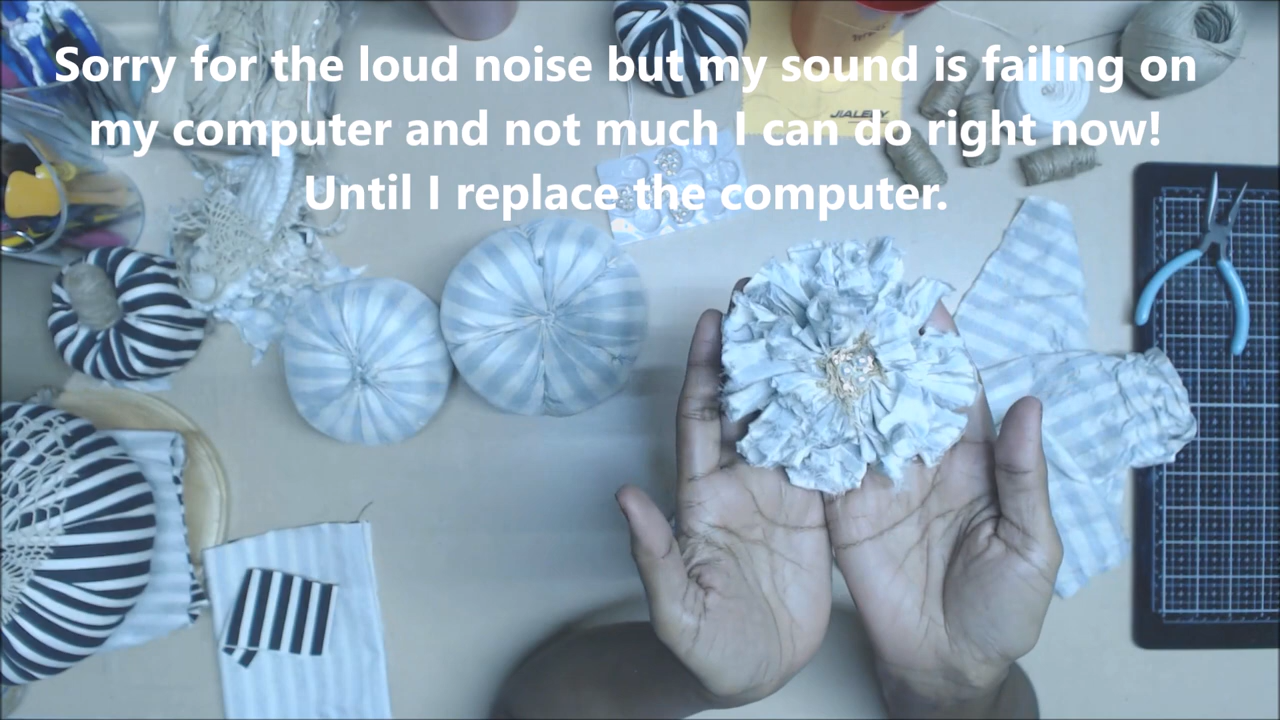 Sorry for the loud noise but my sound is failing on
my computer and not much I can do right now!
Until I replace the computer.